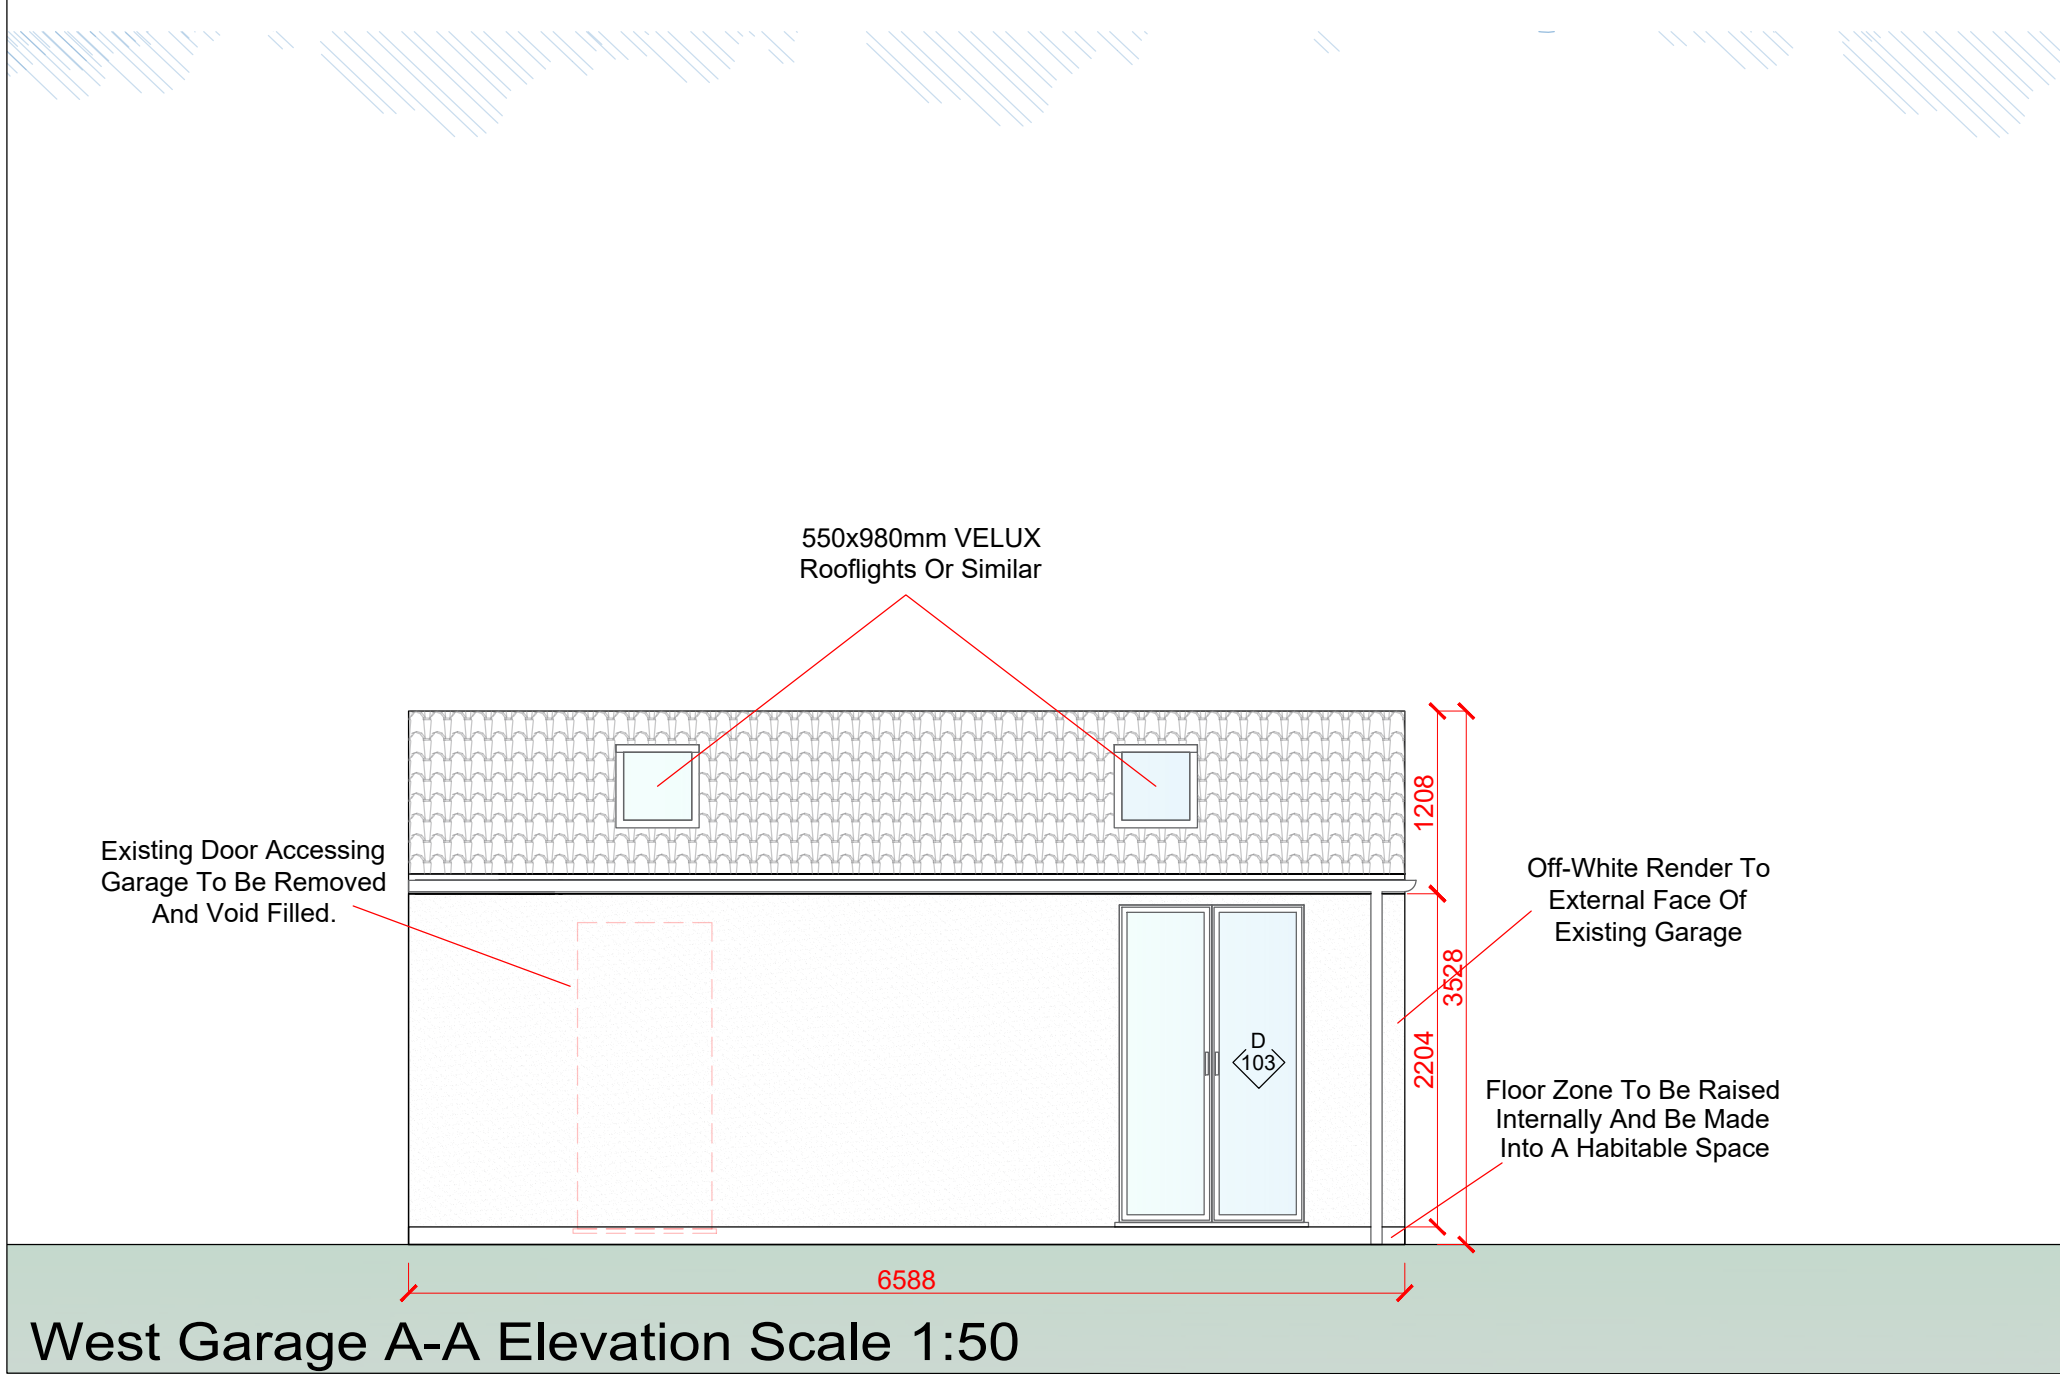 550x980mm VELUX
Rooflights Or Similar
1208
Existing Door Accessing
Garage To Be Removed
And Void Filled.
Off-White Render To
External Face Of
Existing Garage
3528
2204
D
103
Floor Zone To Be Raised
Internally And Be Made
Into A Habitable Space
6588
West Garage A-A Elevation Scale 1:50